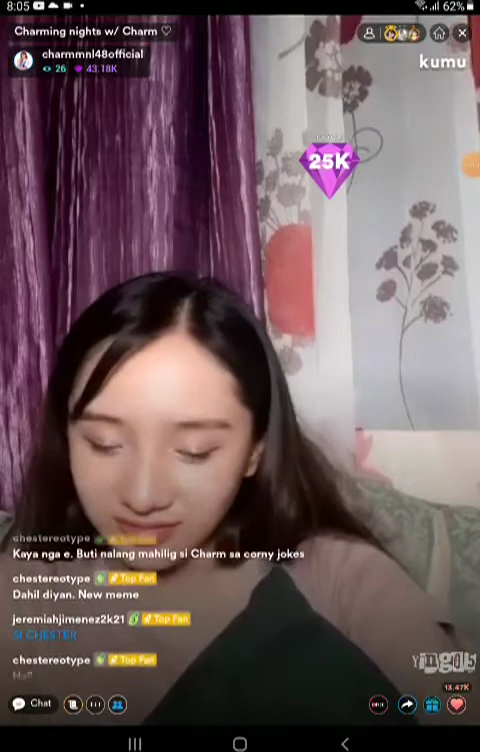 8:05
62%
Charming nights w/ Charm ♡
charmmnl48official
26 43.18K
kumu
25K
chestereotype Top Fan
Kaya nga e. Buti nalang mahilig si Charm sa corny jokes
chestereotype Top Fan
Dahil diyan. New meme
jeremiahjimenez2k21 Top Fan
SI CHESTER
chestereotype Top Fan
13.47K
Chat